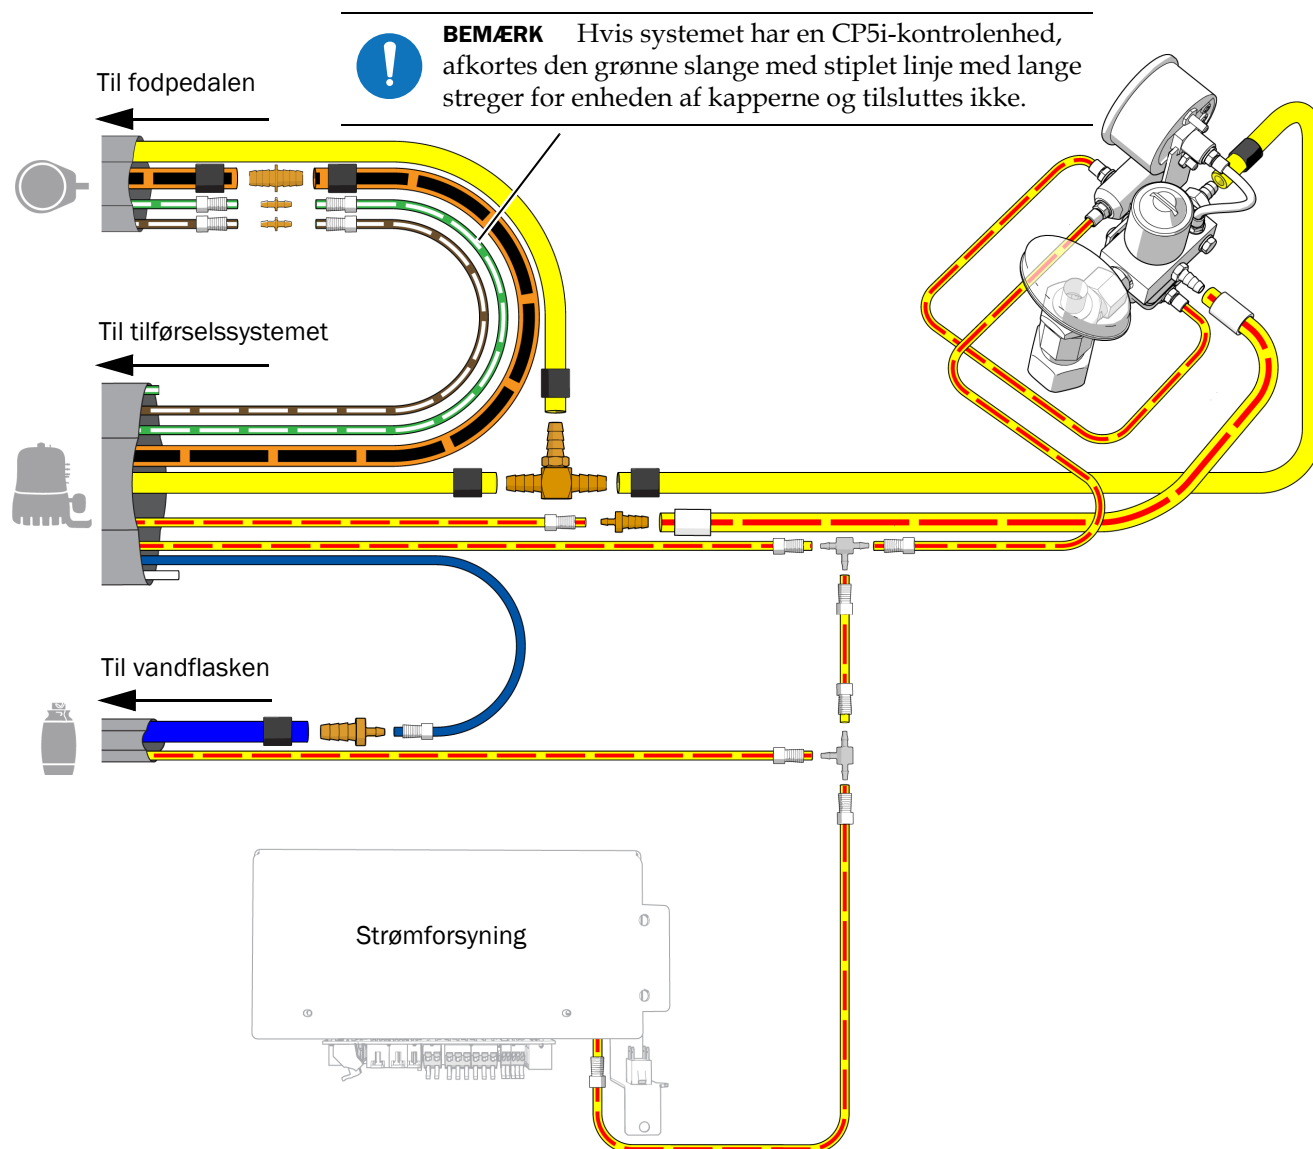 BEMÆRK Hvis systemet har en CP5i-kontrolenhed,
afkortes den grønne slange med stiplet linje med lange
streger for enheden af kapperne og tilsluttes ikke.
Til fodpedalen
Til tilførselssystemet
Til vandflasken
Strømforsyning